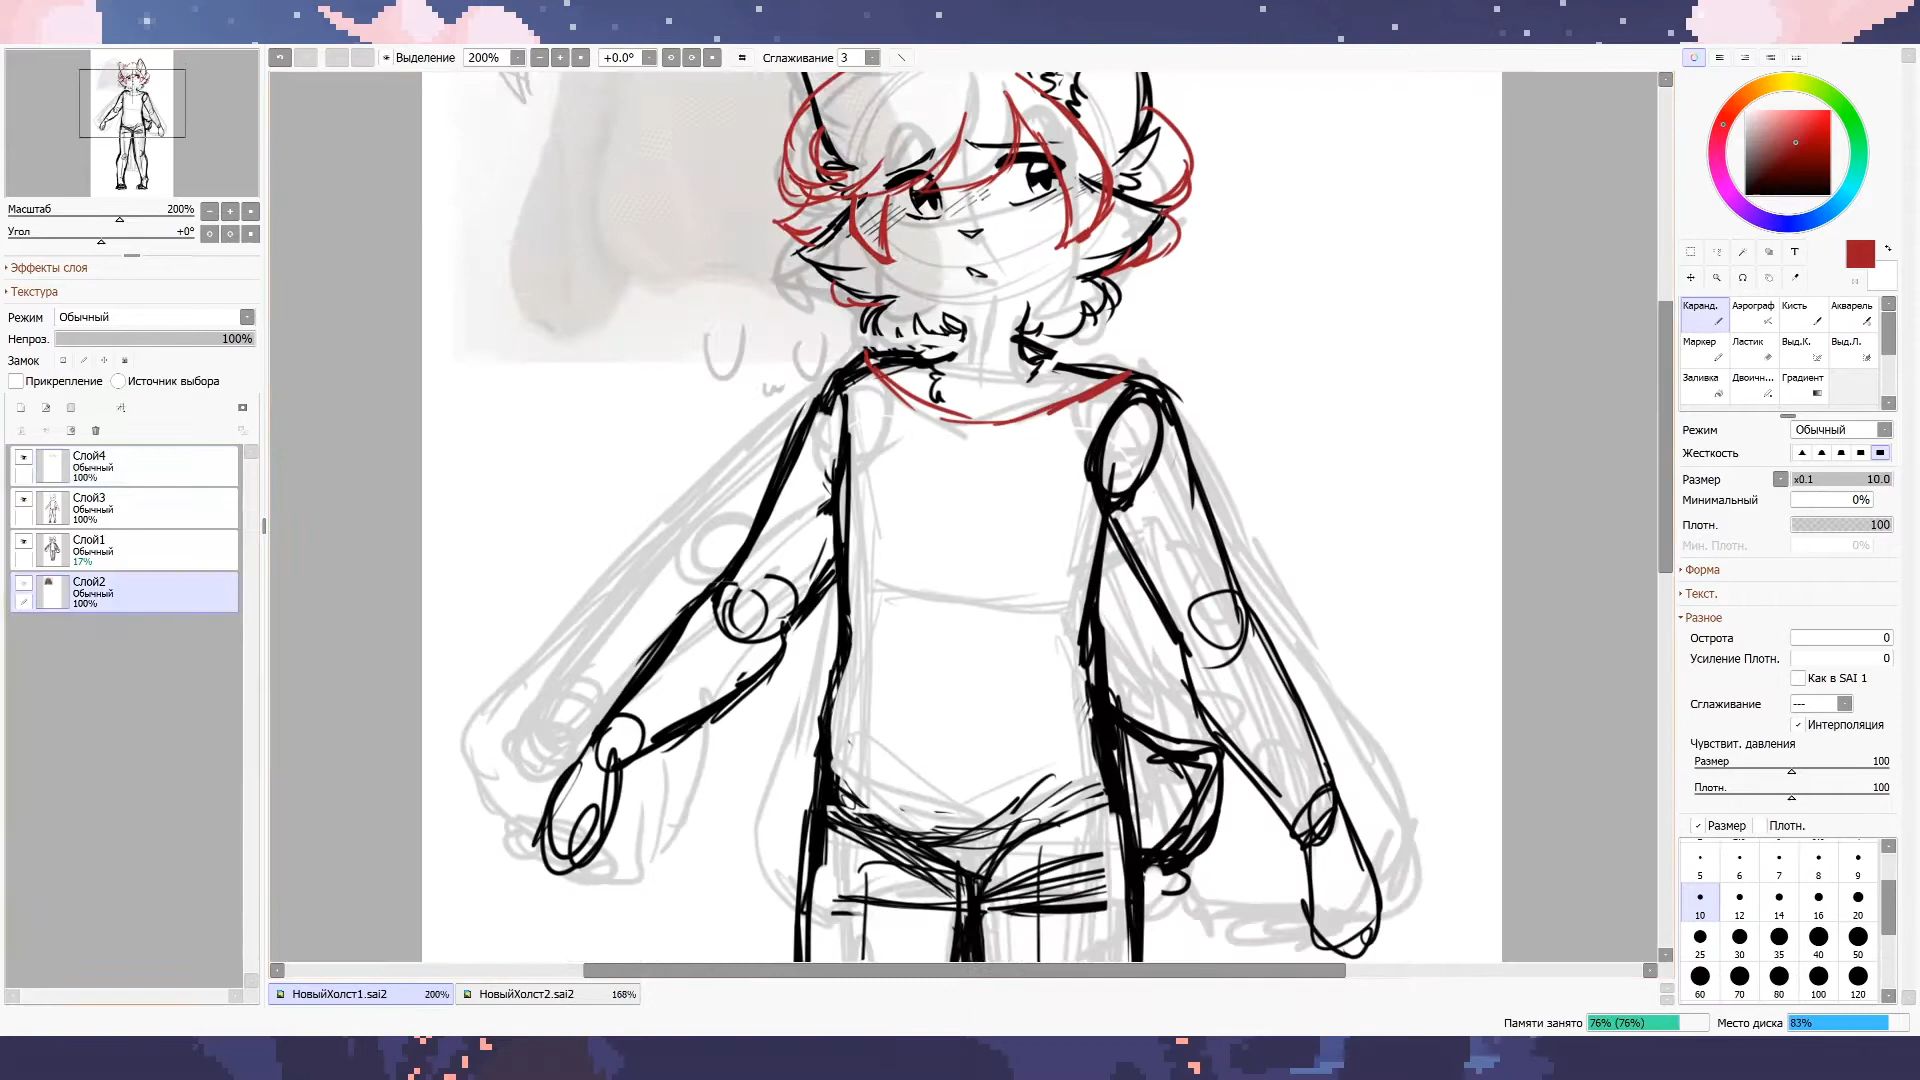 Выделение 200% +0.0° Сглаживание 3
Масштаб 200%
Угол +0°
Эффекты слоя
Текстура
Режим Обычный
Непроз. 100%
Замок
Прикрепление Источник выбора
Слой4
Обычный
100%
Слой3
Обычный
100%
Слой1
Обычный
17%
Слой2
Обычный
100%
T
Каранд. Аэрограф Кисть Акварель
Маркер Ластик Выд.К. Выд.Л.
Заливка Двоичн... Градиент
Режим Обычный
Жесткость
Размер x0.1 10.0
Минимальный 0%
Плотн. 100
Мин. Плотн. 0%
Форма
Текст.
Разное
Острота 0
Усиление Плотн. 0
Как в SAI 1
Сглаживание ---
Интерполяция
Чувствит. давления
Размер 100
Плотн. 100
Размер Плотн.
5 6 7 8 9
10 12 14 16 20
25 30 35 40 50
60 70 80 100 120
НовыйХолст1.sai2 200% НовыйХолст2.sai2 168%
Памяти занято 76% (76%) Место диска 83%